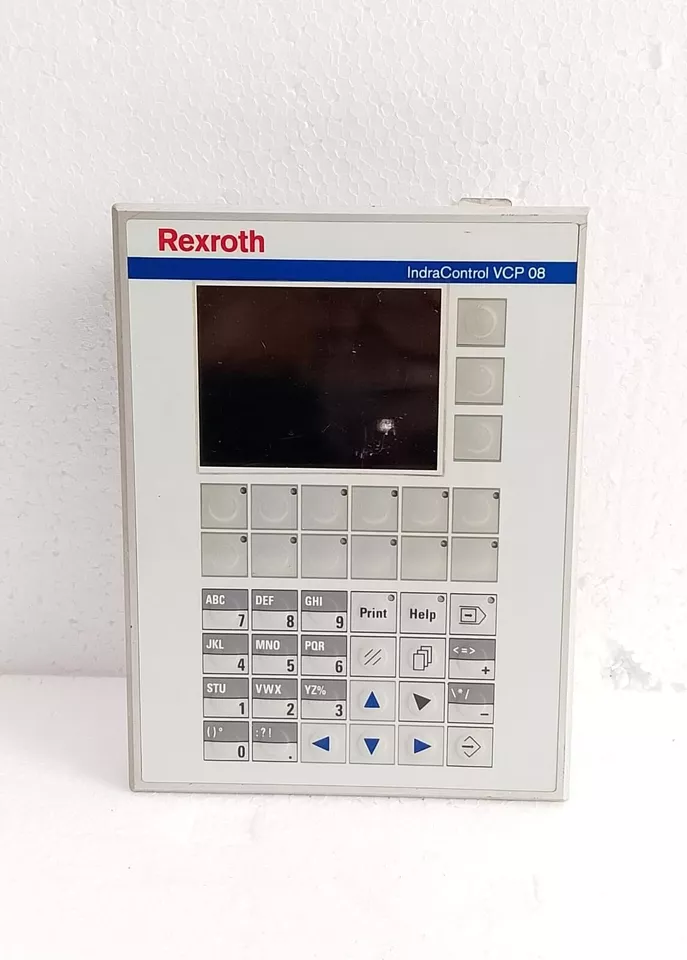 Rexroth
IndraControl VCP 08
ABC 7 DEF 8 GHI 9 Print Help
JKL 4 MNO 5 PQR 6 <=> +
STU 1 VWX 2 YZ% 3 \*/ –
()° 0 :?! .